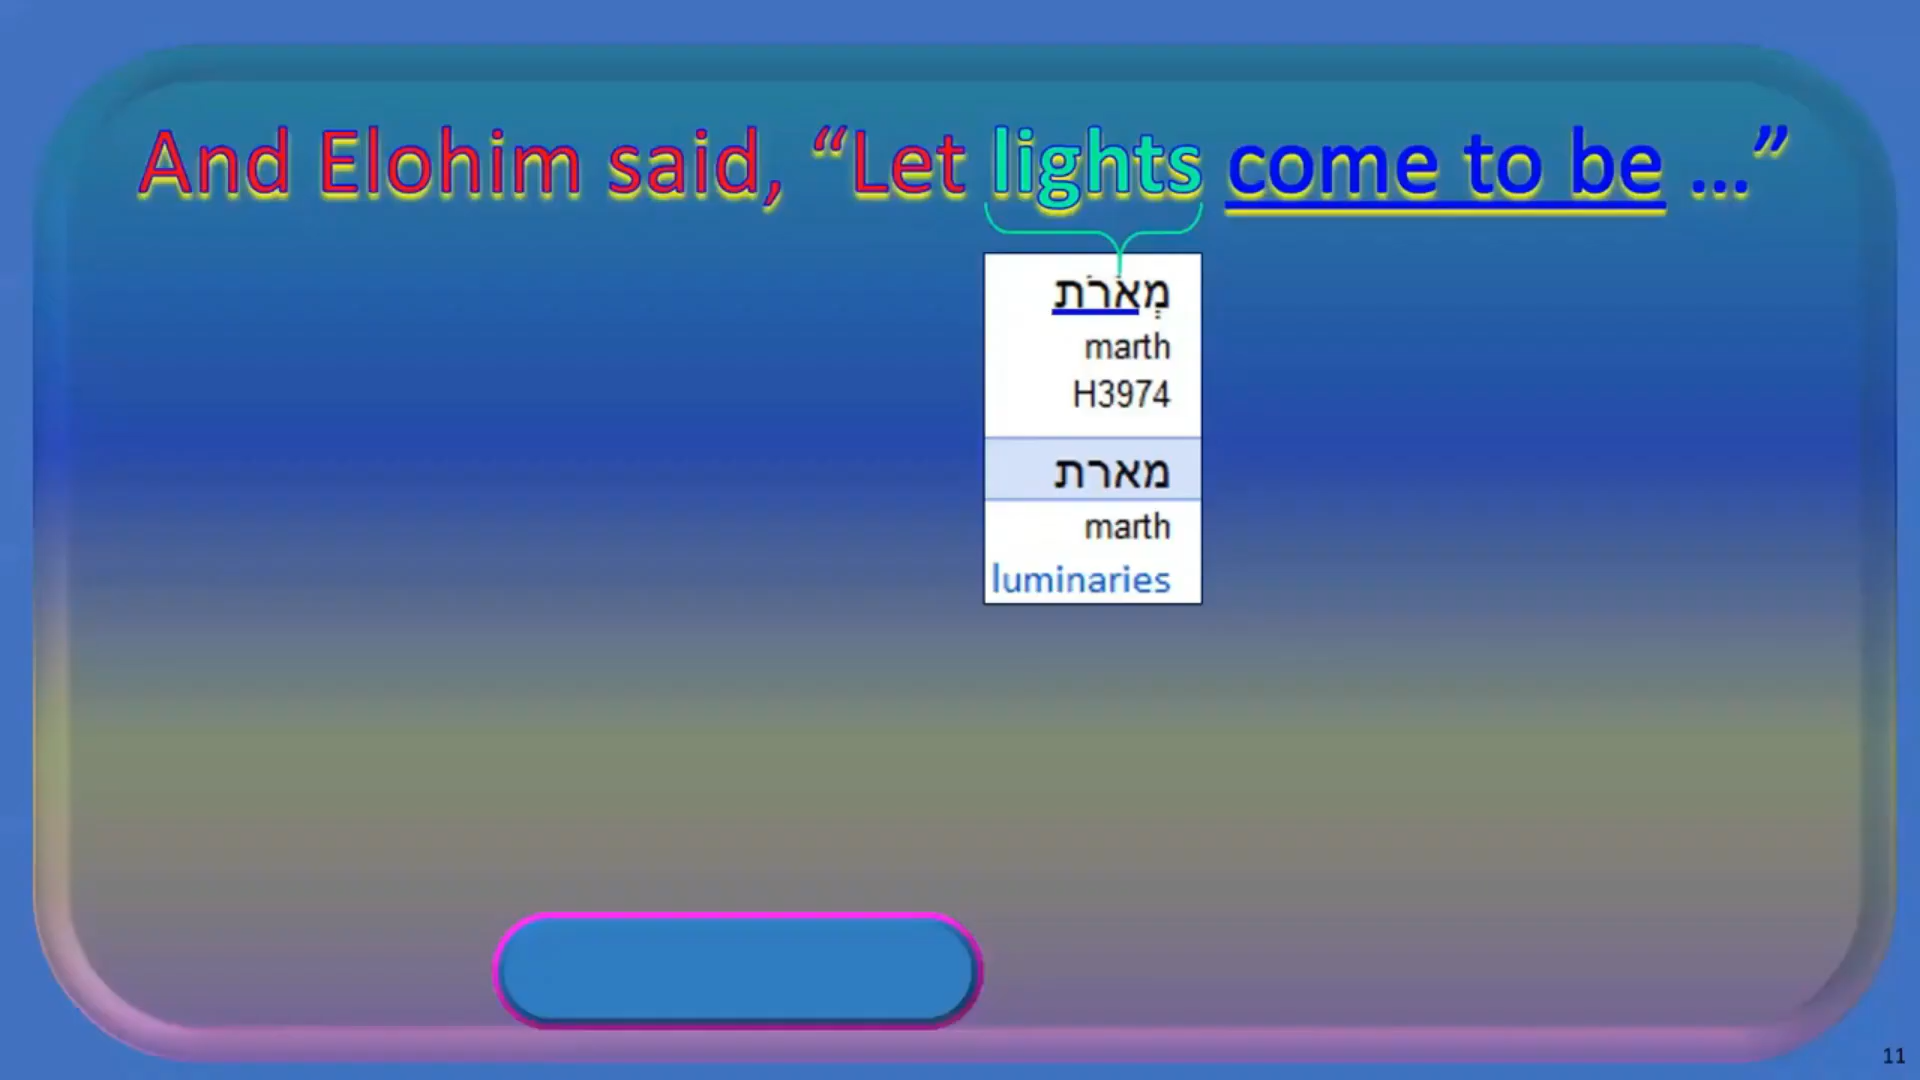 And Elohim said, “Let lights come to be ...”
מְאֹרֹת
marth
H3974
מארת
marth
luminaries
11